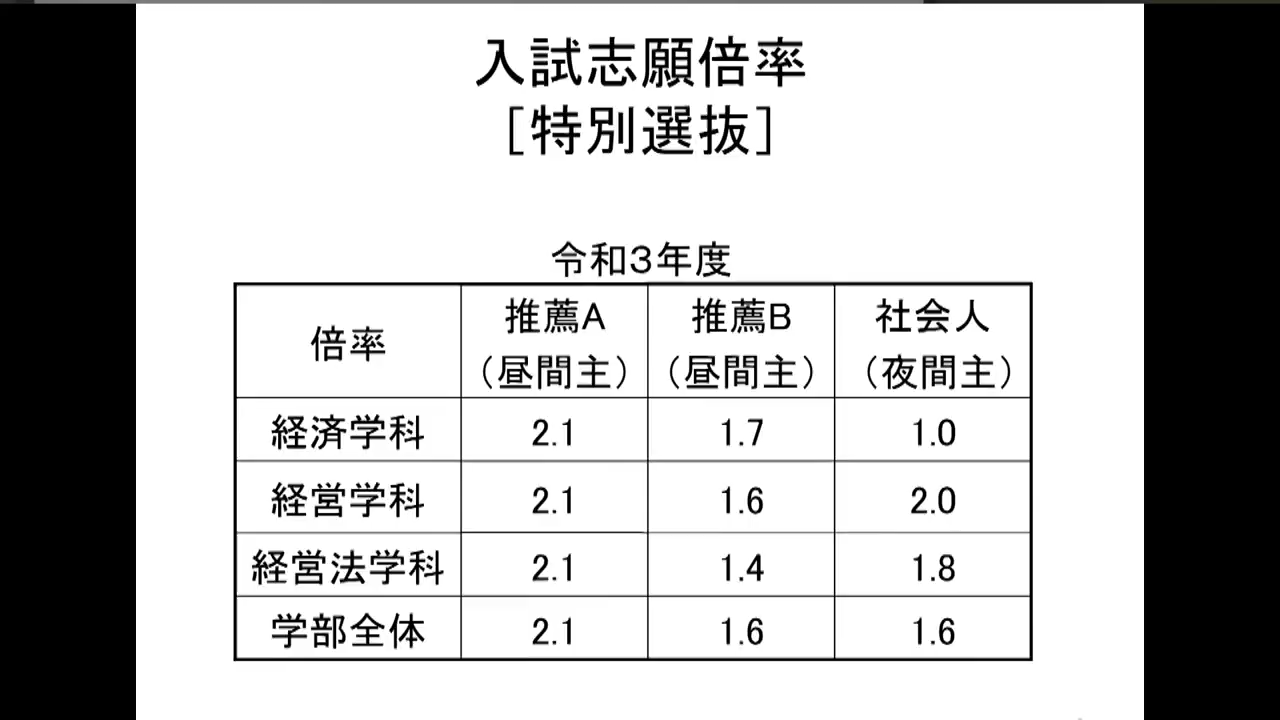 入試志願倍率
[特別選抜]
令和3年度
倍率 推薦A (昼間主) 推薦B (昼間主) 社会人 (夜間主)
経済学科 2.1 1.7 1.0
経営学科 2.1 1.6 2.0
経営法学科 2.1 1.4 1.8
学部全体 2.1 1.6 1.6